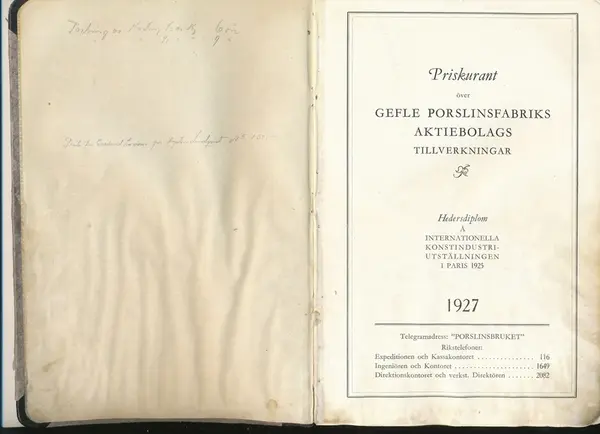 Priskurant
över
GEFLE PORSLINSFABRIKS
AKTIEBOLAGS
TILLVERKNINGAR
Hedersdiplom
Å
INTERNATIONELLA
KONSTINDUSTRI-
UTSTÄLLNINGEN
I PARIS 1925
1927
Telegramadress: "PORSLINSBRUKET"
Rikstelefoner:
Expeditionen och Kassakontoret . . . . . . . . . . . . . . . 116
Ingeniören och Kontoret . . . . . . . . . . . . . . . . . . . . . 1649
Direktionskontoret och verkst. Direktören . . . . . . . 2082